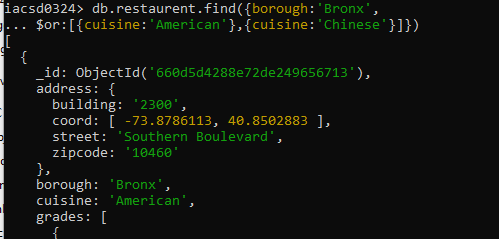 iacsd0324> db.restaurent.find({borough:'Bronx',
... $or:[{cuisine:'American'},{cuisine:'Chinese'}]})
[
  {
    _id: ObjectId('660d5d4288e72de249656713'),
    address: {
      building: '2300',
      coord: [ -73.8786113, 40.8502883 ],
      street: 'Southern Boulevard',
      zipcode: '10460'
    },
    borough: 'Bronx',
    cuisine: 'American',
    grades: [
      {